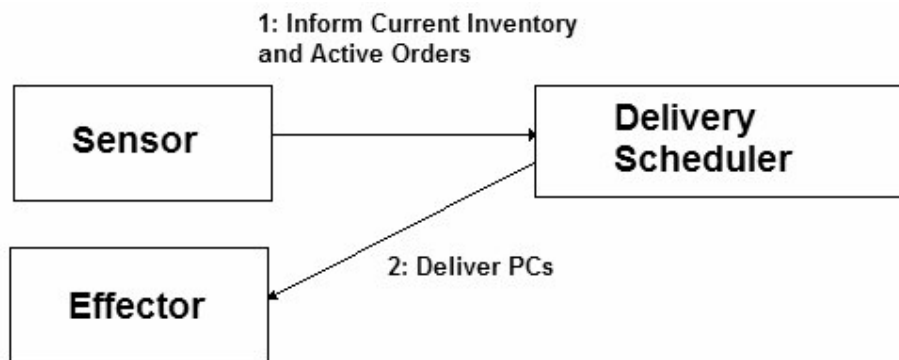 1: Inform Current Inventory
and Active Orders
Sensor
Delivery
Scheduler
2: Deliver PCs
Effector